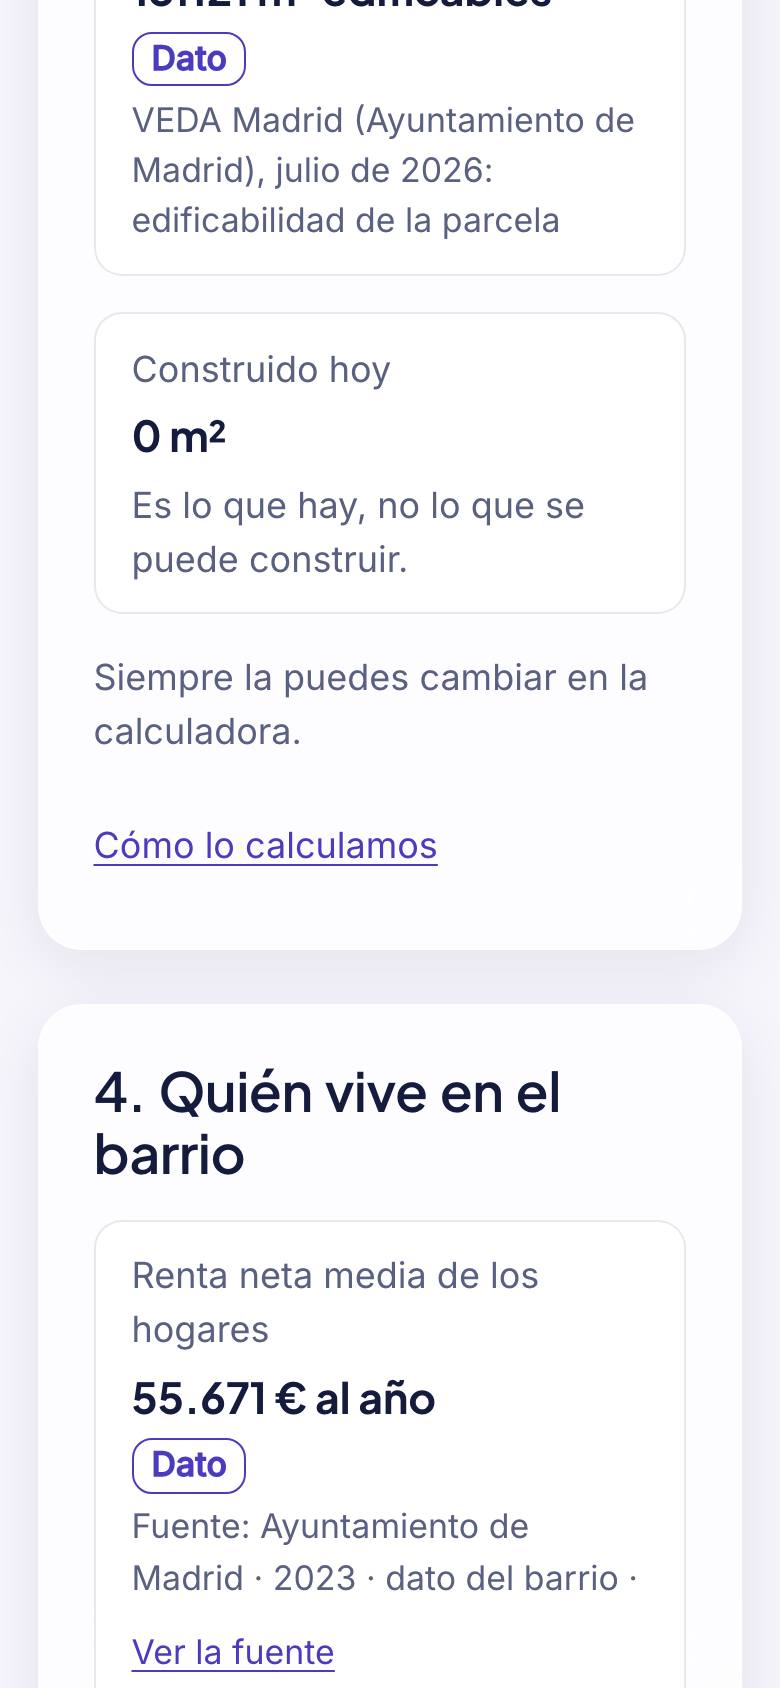 Dato
VEDA Madrid (Ayuntamiento de
Madrid), julio de 2026:
edificabilidad de la parcela
Construido hoy
0 m²
Es lo que hay, no lo que se
puede construir.
Siempre la puedes cambiar en la
calculadora.
Cómo lo calculamos
4. Quién vive en el
barrio
Renta neta media de los
hogares
55.671 € al año
Dato
Fuente: Ayuntamiento de
Madrid · 2023 · dato del barrio ·
Ver la fuente